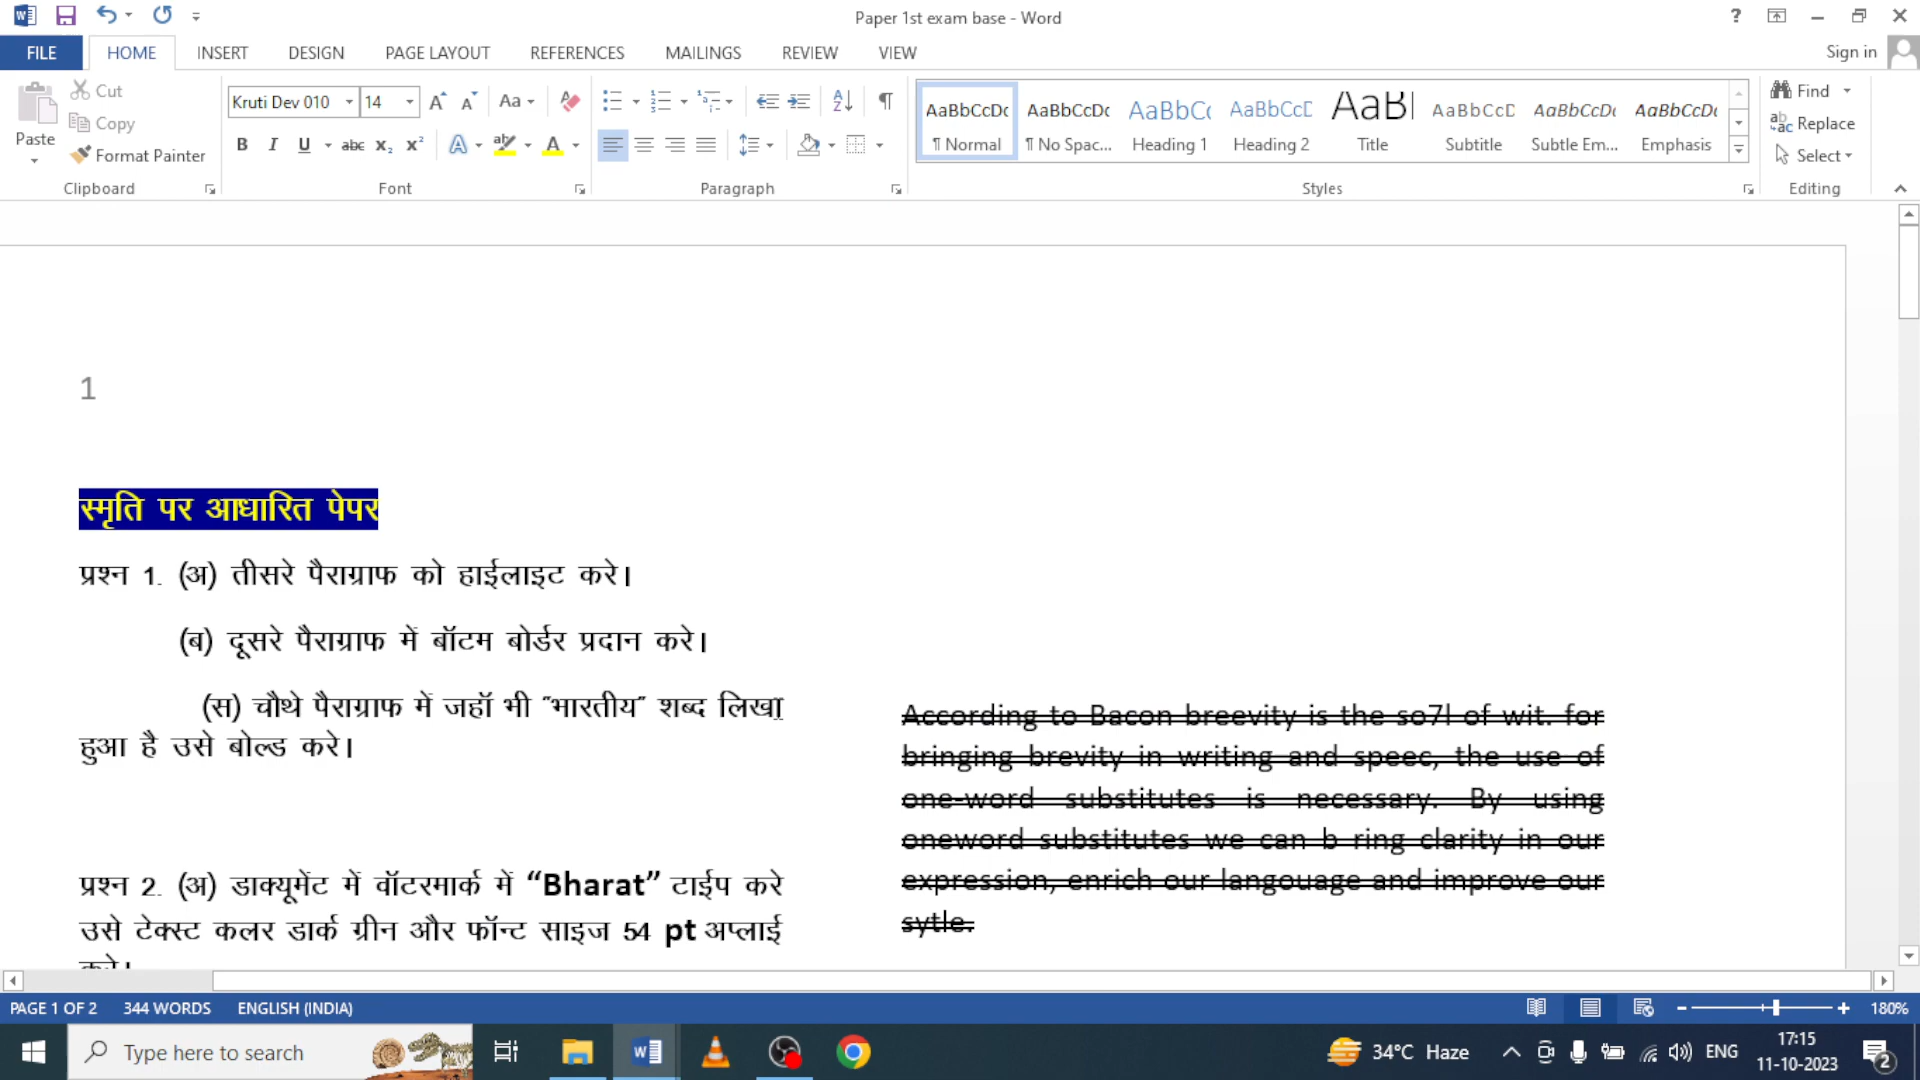 Paper 1st exam base - Word
FILE HOME INSERT DESIGN PAGE LAYOUT REFERENCES MAILINGS REVIEW VIEW Sign in
Paste Cut Copy Format Painter
Kruti Dev 010 14
AaBbCcDc AaBbCcDc AaBbCc AaBbCcD AaBl AaBbCcD AaBbCcDc AaBbCcDc
¶ Normal ¶ No Spac... Heading 1 Heading 2 Title Subtitle Subtle Em... Emphasis
Find Replace Select
Clipboard Font Paragraph Styles Editing
1
स्मृति पर आधारित पेपर
प्रश्न 1. (अ) तीसरे पैराग्राफ को हाईलाइट करे।
(ब) दूसरे पैराग्राफ में बॉटम बोर्डर प्रदान करे।
(स) चौथे पैराग्राफ में जहॉ भी "भारतीय" शब्द लिखा
हुआ है उसे बोल्ड करे।
प्रश्न 2. (अ) डाक्यूमेंट में वॉटरमार्क में “Bharat” टाईप करे
उसे टेक्स्ट कलर डार्क ग्रीन और फॉन्ट साइज 54 pt अप्लाई
करे।
According to Bacon breevity is the so7l of wit. for
bringing brevity in writing and speec, the use of
one-word substitutes is necessary. By using
oneword substitutes we can b ring clarity in our
expression, enrich our langouage and improve our
sytle.
PAGE 1 OF 2 344 WORDS ENGLISH (INDIA) 180%
Type here to search 34°C Haze ENG 17:15
11-10-2023 2